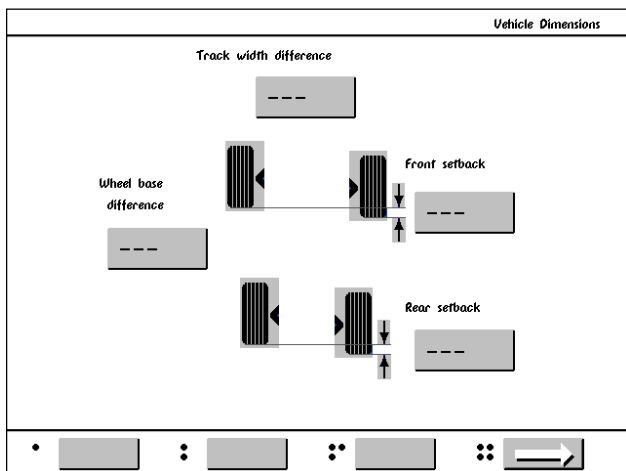 Vehicle Dimensions
Track width difference
---
Front setback
---
Wheel base
difference
---
Rear setback
---